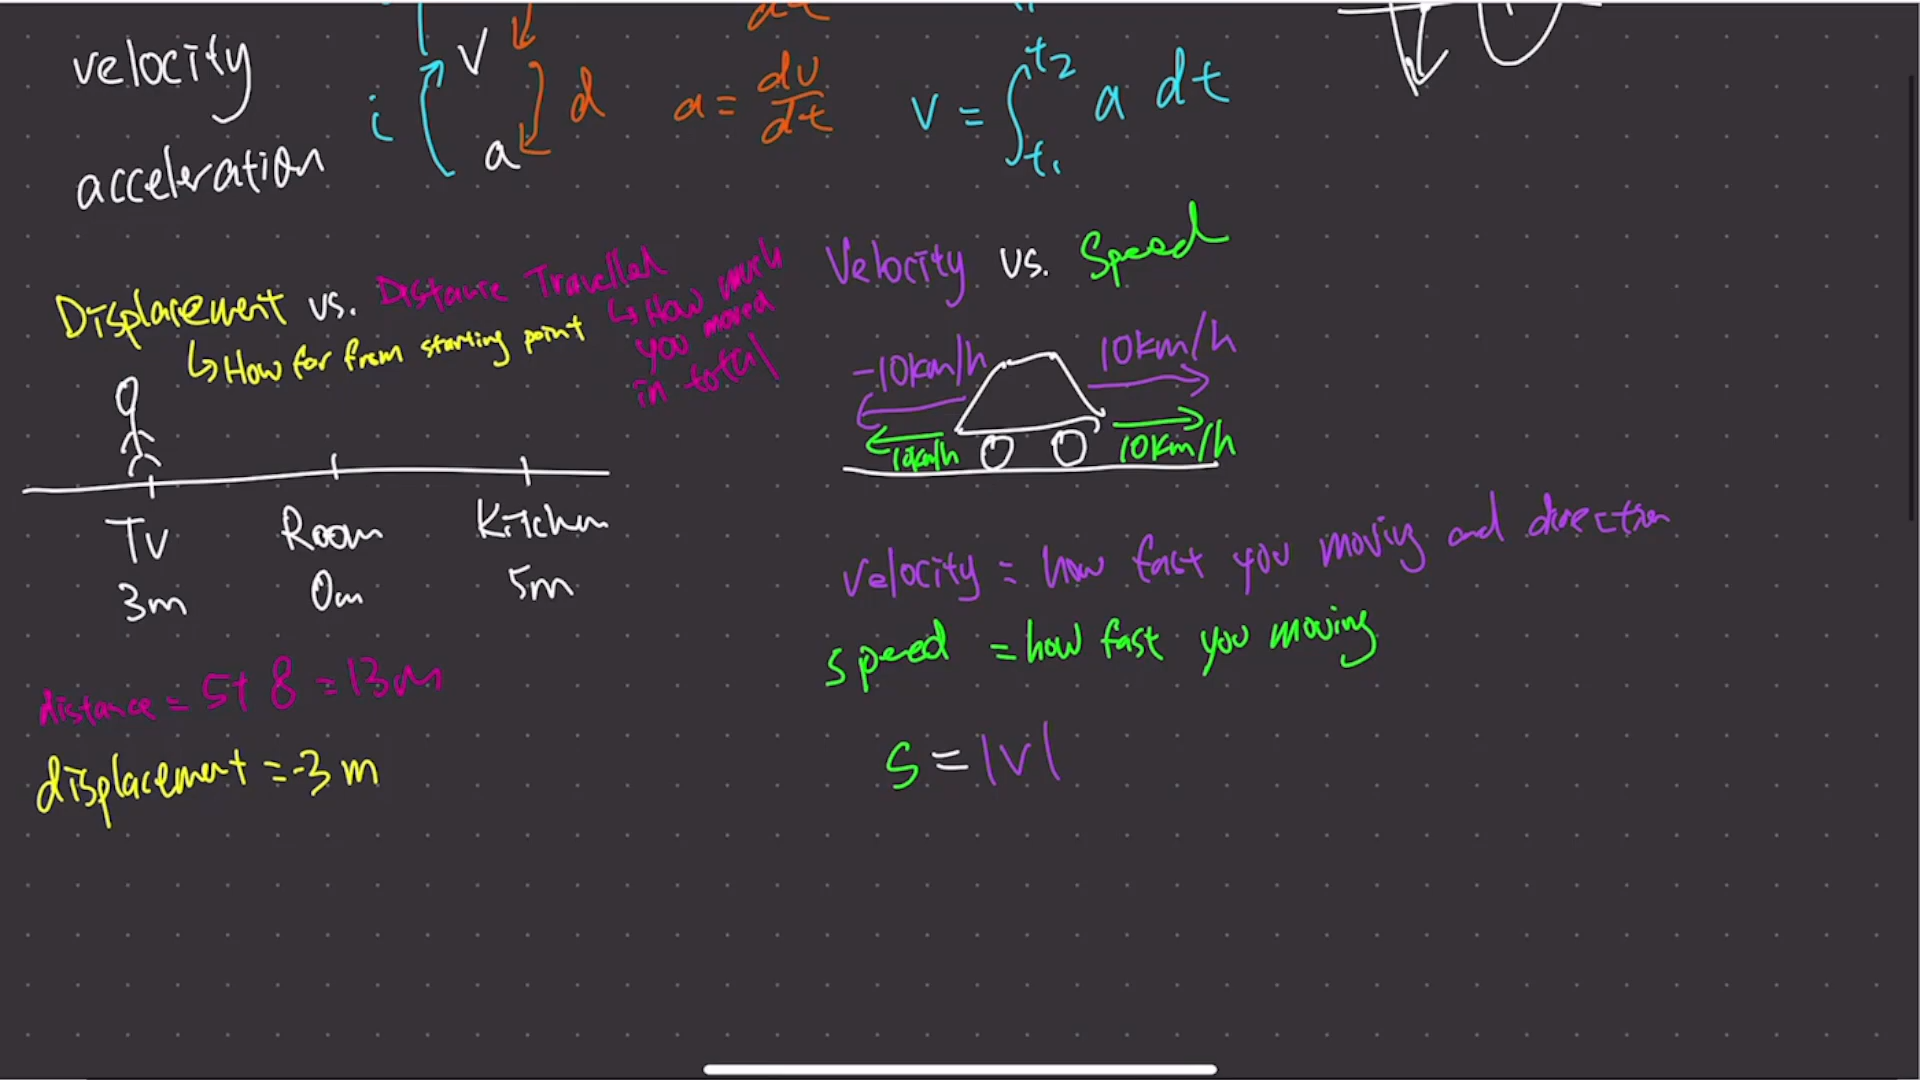 velocity
acceleration
i
v
a
d
a = dv/dt
v = ∫ t₂ t₁ a dt
Displacement vs. Distance Travelled
↳ How far from starting point
↳ How much
you moved
in total
Tv Room Kitchen
3m 0m 5m
distance = 5+8 = 13m
displacement = -3m
Velocity vs. Speed
-10km/h 10km/h
10km/h 10km/h
velocity = how fast you moving and direction
speed = how fast you moving
s = |v|